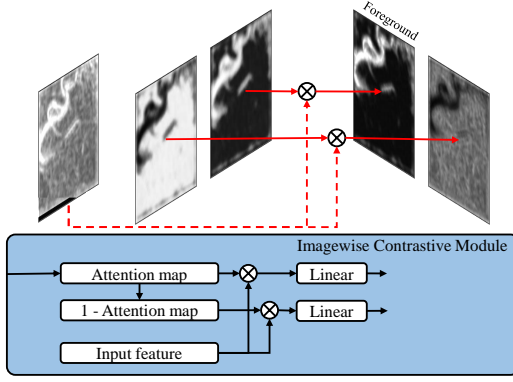 Foreground
Imagewise Contrastive Module
Attention map
Linear
1 - Attention map
Linear
Input feature